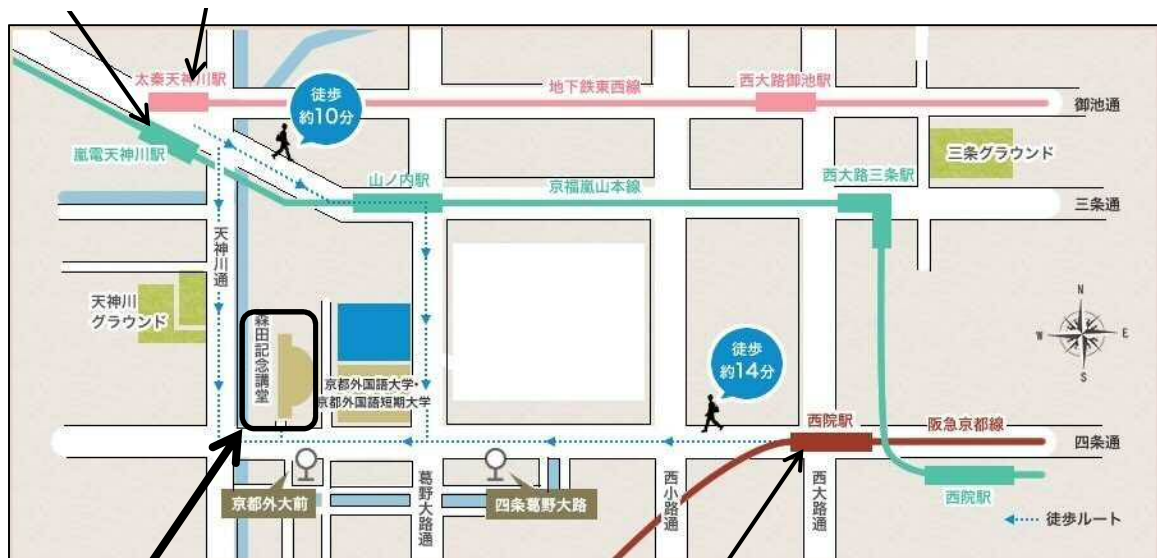 太秦天神川駅
地下鉄東西線
西大路御池駅
御池通
徒歩
約10分
嵐電天神川駅
山ノ内駅
京福嵐山本線
西大路三条駅
三条グラウンド
三条通
天神川通
天神川
グラウンド
森田記念講堂
京都外国語大学・
京都外国語短期大学
徒歩
約14分
N
W
E
S
西院駅
阪急京都線
四条通
京都外大前
葛野大路通
四条葛野大路
西小路通
西大路通
西院駅
徒歩ルート